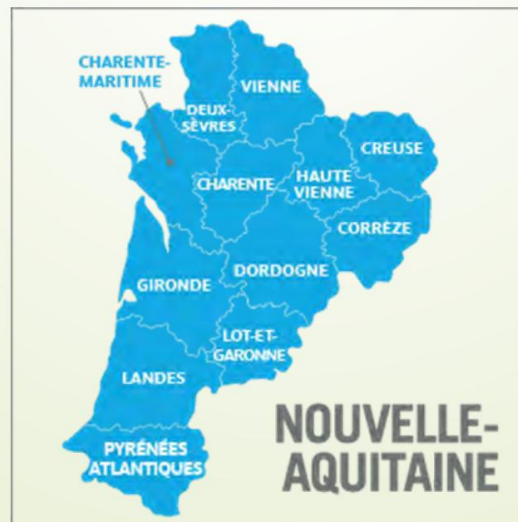 CHARENTE-
MARITIME
VIENNE
DEUX-
SÈVRES
CREUSE
CHARENTE
HAUTE
VIENNE
CORRÈZE
DORDOGNE
GIRONDE
LOT-ET-
GARONNE
LANDES
PYRÉNÉES
ATLANTIQUES
NOUVELLE-
AQUITAINE